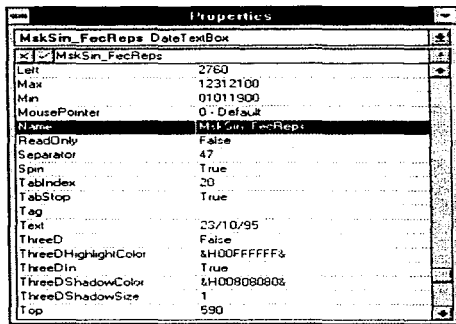 Properties
MskSin_FecReps DateTextBox
MskSin_FecReps
Left 2760
Max 12312100
Min 01011900
MousePointer 0 - Default
Name MskSin_FecReps
ReadOnly False
Separator 47
Spin True
TabIndex 28
TabStop True
Tag
Text 23/10/95
ThreeD False
ThreeDHighlightColor &H00FFFFFF&
ThreeDIn True
ThreeDShadowColor &H00808080&
ThreeDShadowSize 1
Top 590